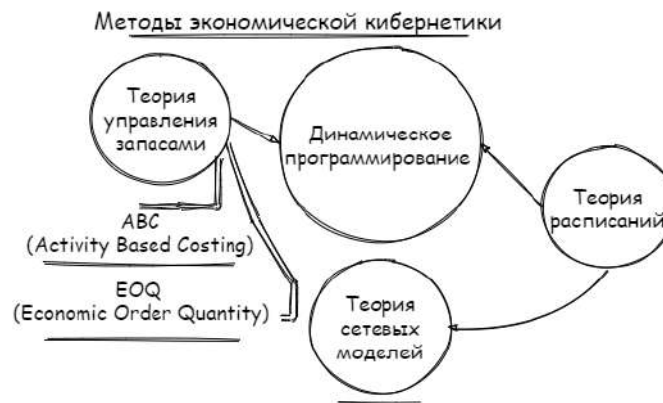 Методы экономической кибернетики
Теория
управления
запасами
Динамическое
программирование
Теория
расписаний
ABC
(Activity Based Costing)
EOQ
(Economic Order Quantity)
Теория
сетевых
моделей